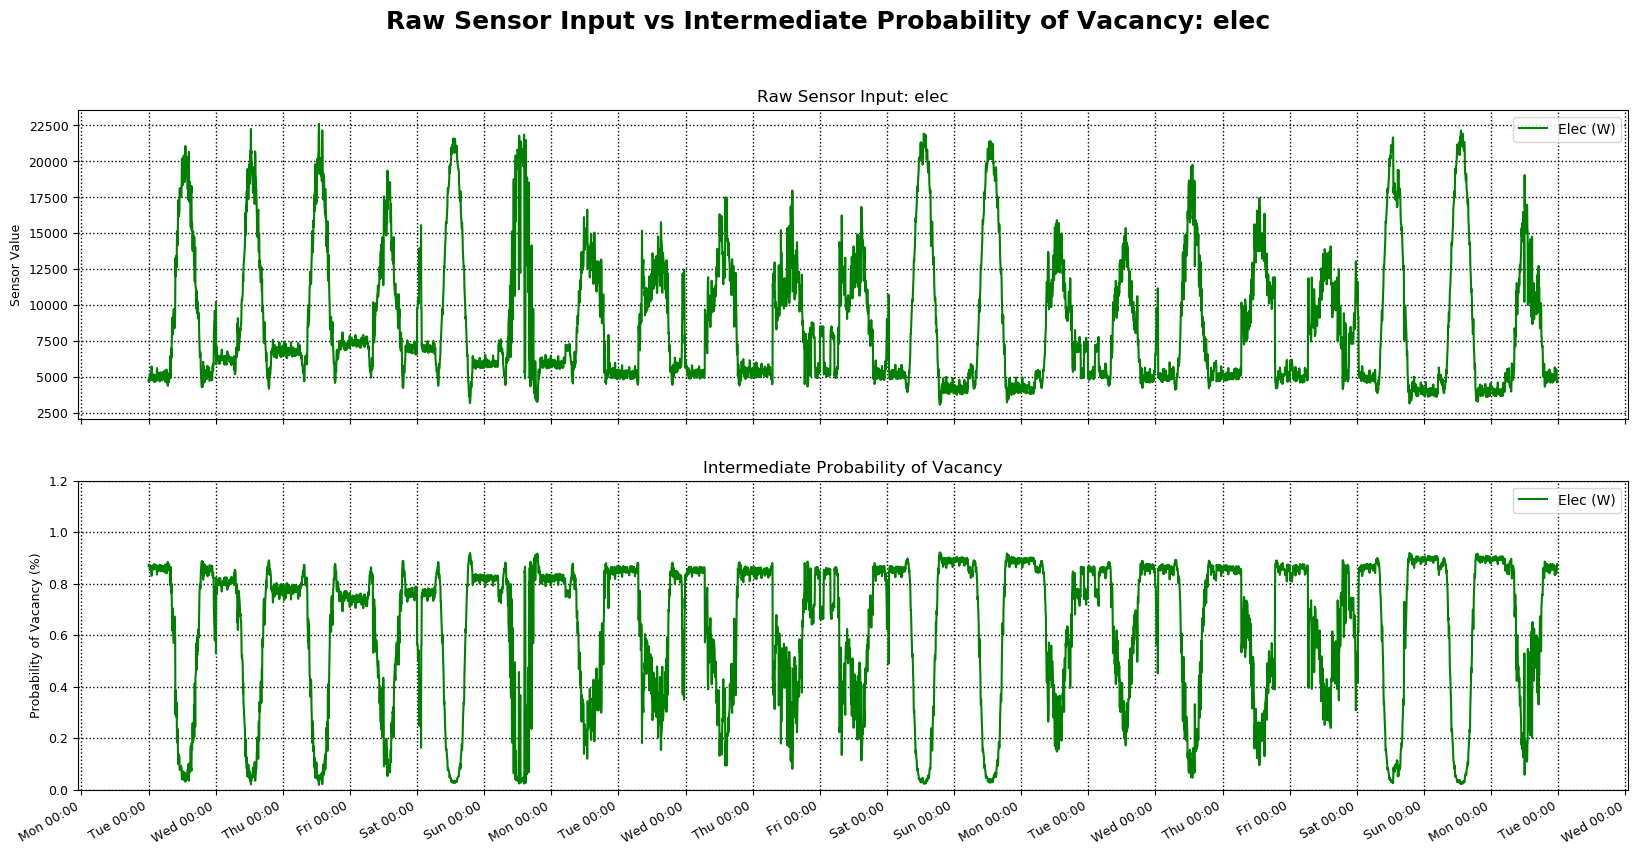 Raw Sensor Input vs Intermediate Probability of Vacancy: elec
Raw Sensor Input: elec
Elec (W)
Sensor Value
22500
20000
17500
15000
12500
10000
7500
5000
2500
Intermediate Probability of Vacancy
Elec (W)
Probability of Vacancy (%)
1.2
1.0
0.8
0.6
0.4
0.2
0.0
Mon 00:00
Tue 00:00
Wed 00:00
Thu 00:00
Fri 00:00
Sat 00:00
Sun 00:00
Mon 00:00
Tue 00:00
Wed 00:00
Thu 00:00
Fri 00:00
Sat 00:00
Sun 00:00
Mon 00:00
Tue 00:00
Wed 00:00
Thu 00:00
Fri 00:00
Sat 00:00
Sun 00:00
Mon 00:00
Tue 00:00
Wed 00:00